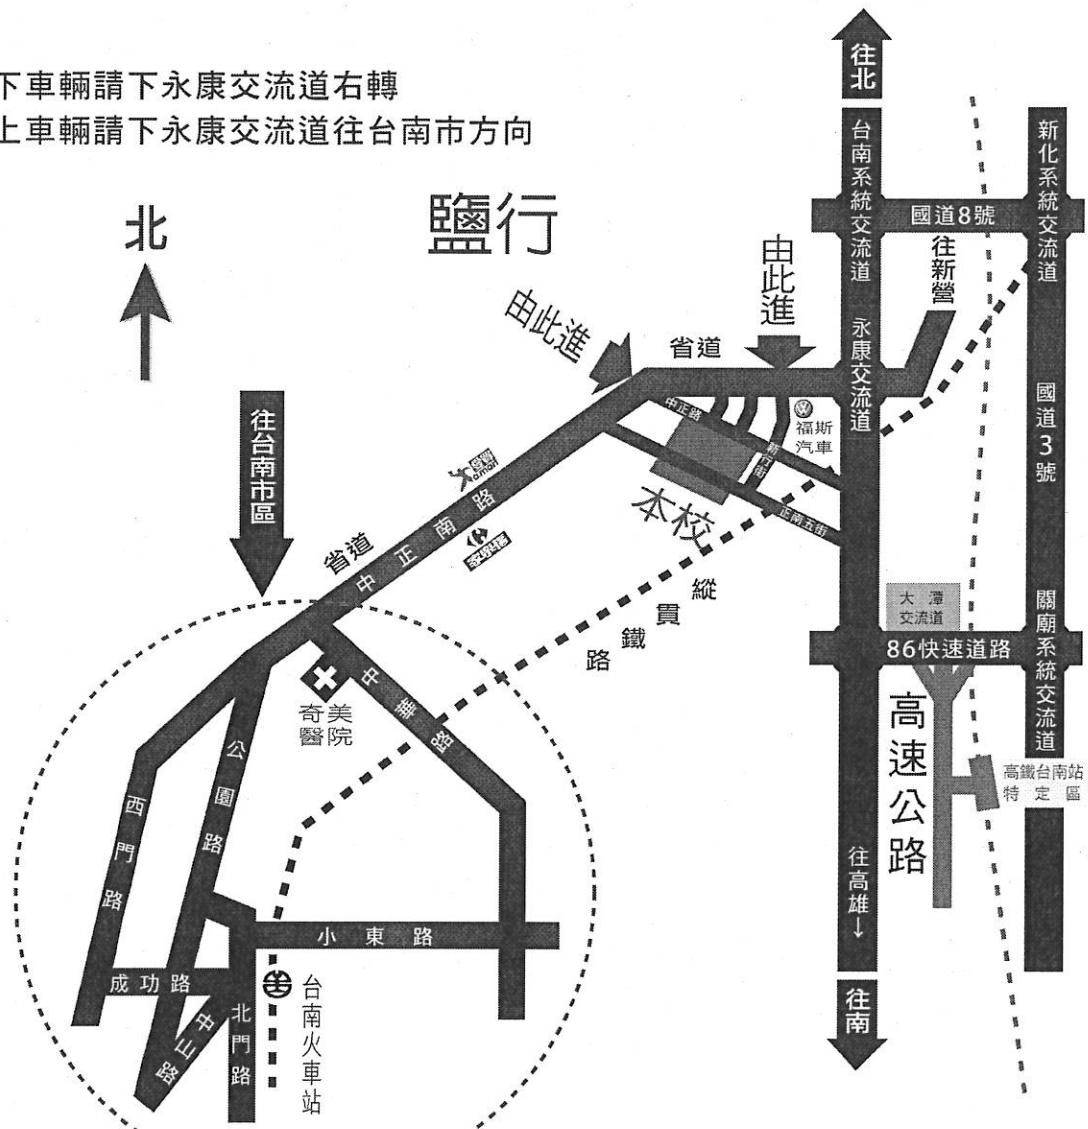 下車輛請下永康交流道右轉
上車輛請下永康交流道往台南市方向
北
鹽行
往北
台南系統交流道
新化系統交流道
國道8號
往新營
由此進
由此進
省道
永康交流道
國道3號
中正路
新行街
福斯
汽車
本校
正南五街
往台南市區
省道
中正南路
家樂福
縱貫鐵路
大潭
交流道
86快速道路
關廟系統交流道
高速公路
高鐵台南站
特定區
奇美
醫院
中華路
公園路
西門路
小東路
成功路
中山路
北門路
台南火車站
往高雄↓
往南